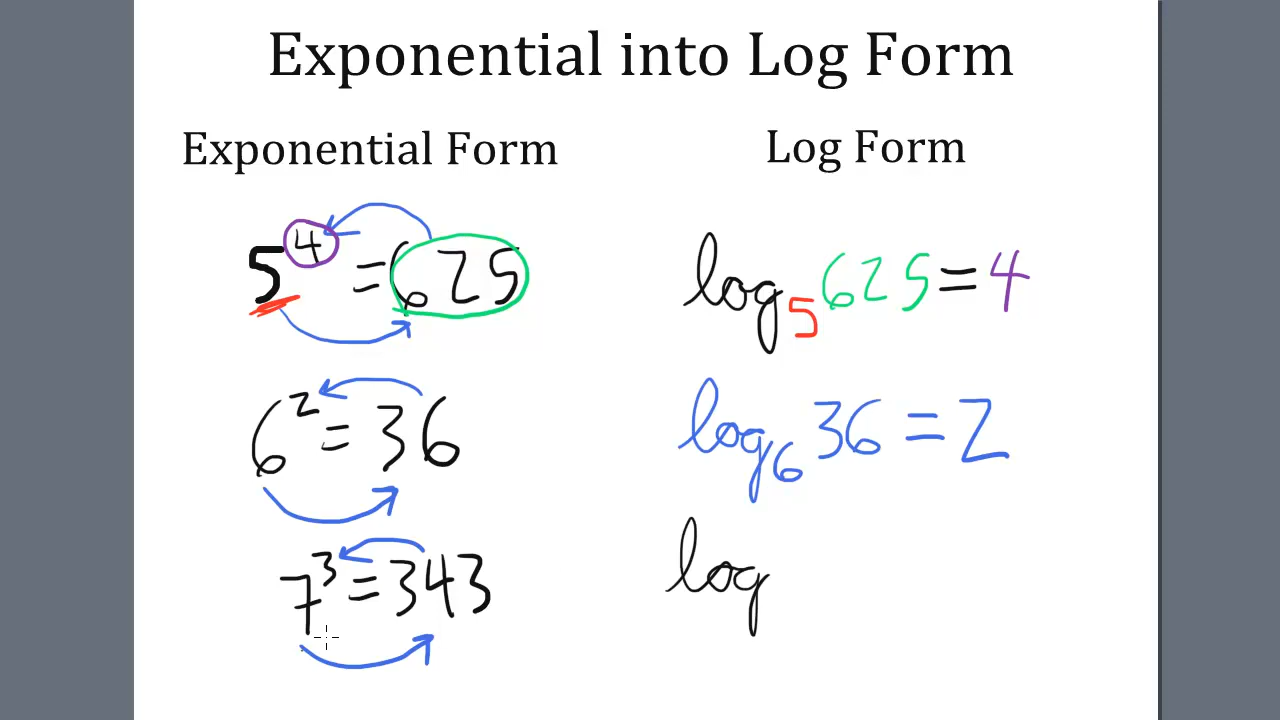 Exponential into Log Form
Exponential Form
Log Form
5⁴ = 625
log₅ 625 = 4
6² = 36
log₆ 36 = 2
7³ = 343
log